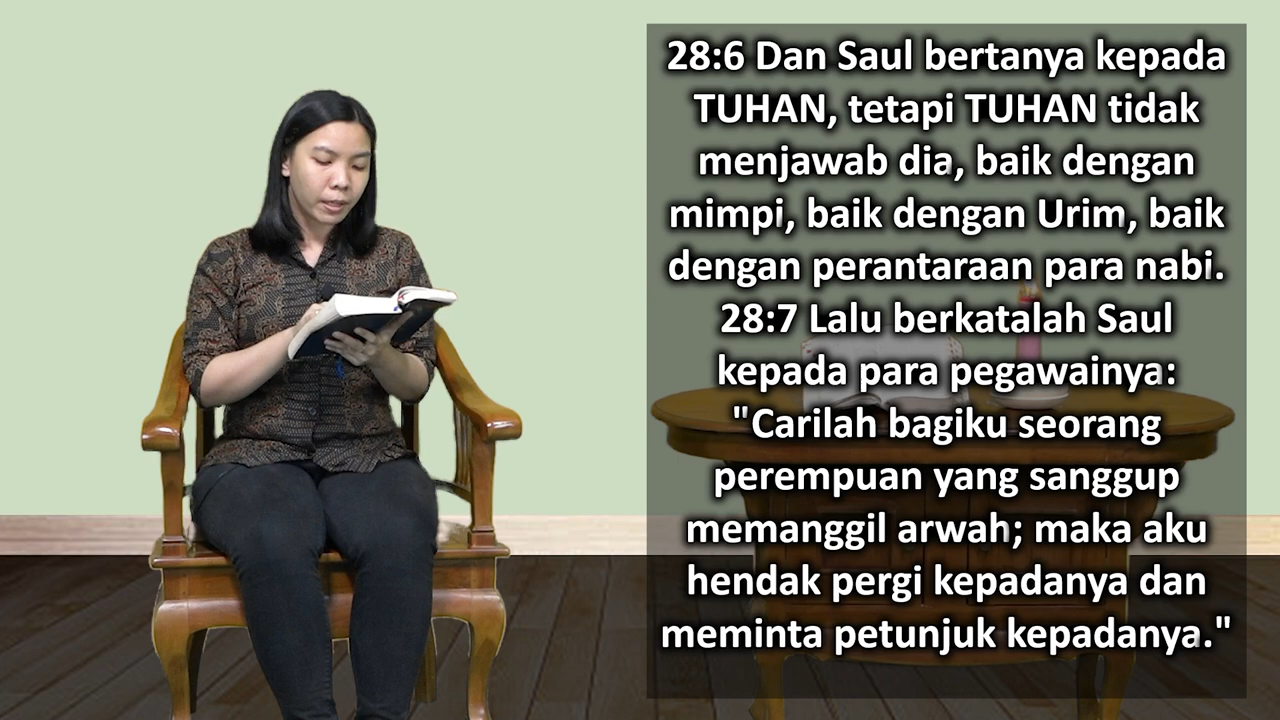 28:6 Dan Saul bertanya kepada
TUHAN, tetapi TUHAN tidak
menjawab dia, baik dengan
mimpi, baik dengan Urim, baik
dengan perantaraan para nabi.
28:7 Lalu berkatalah Saul
kepada para pegawainya:
"Carilah bagiku seorang
perempuan yang sanggup
memanggil arwah; maka aku
hendak pergi kepadanya dan
meminta petunjuk kepadanya."